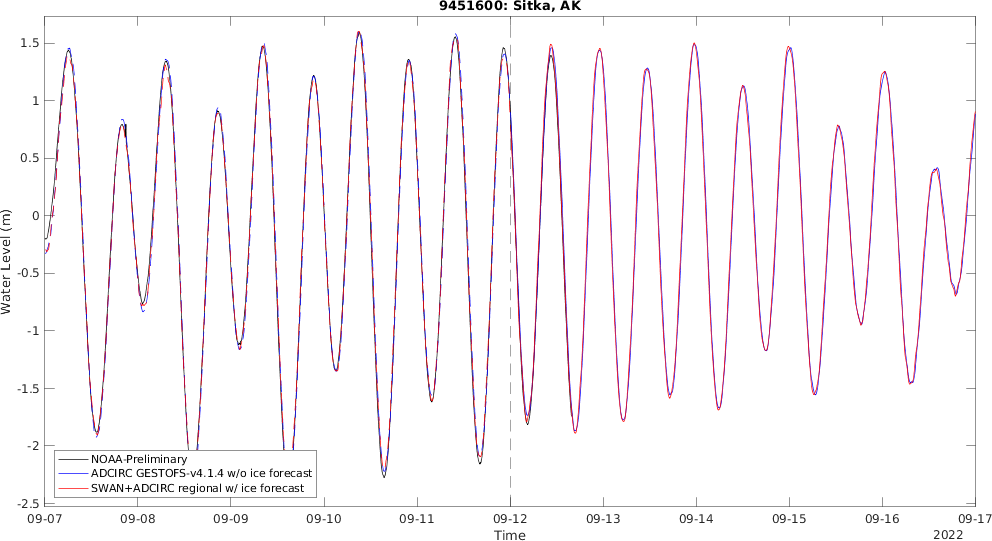 9451600: Sitka, AK
Water Level (m)
1.5
1
0.5
0
-0.5
-1
-1.5
-2
-2.5
NOAA-Preliminary
ADCIRC GESTOFS-v4.1.4 w/o ice forecast
SWAN+ADCIRC regional w/ ice forecast
09-07 09-08 09-09 09-10 09-11 09-12 09-13 09-14 09-15 09-16 09-17
Time
2022